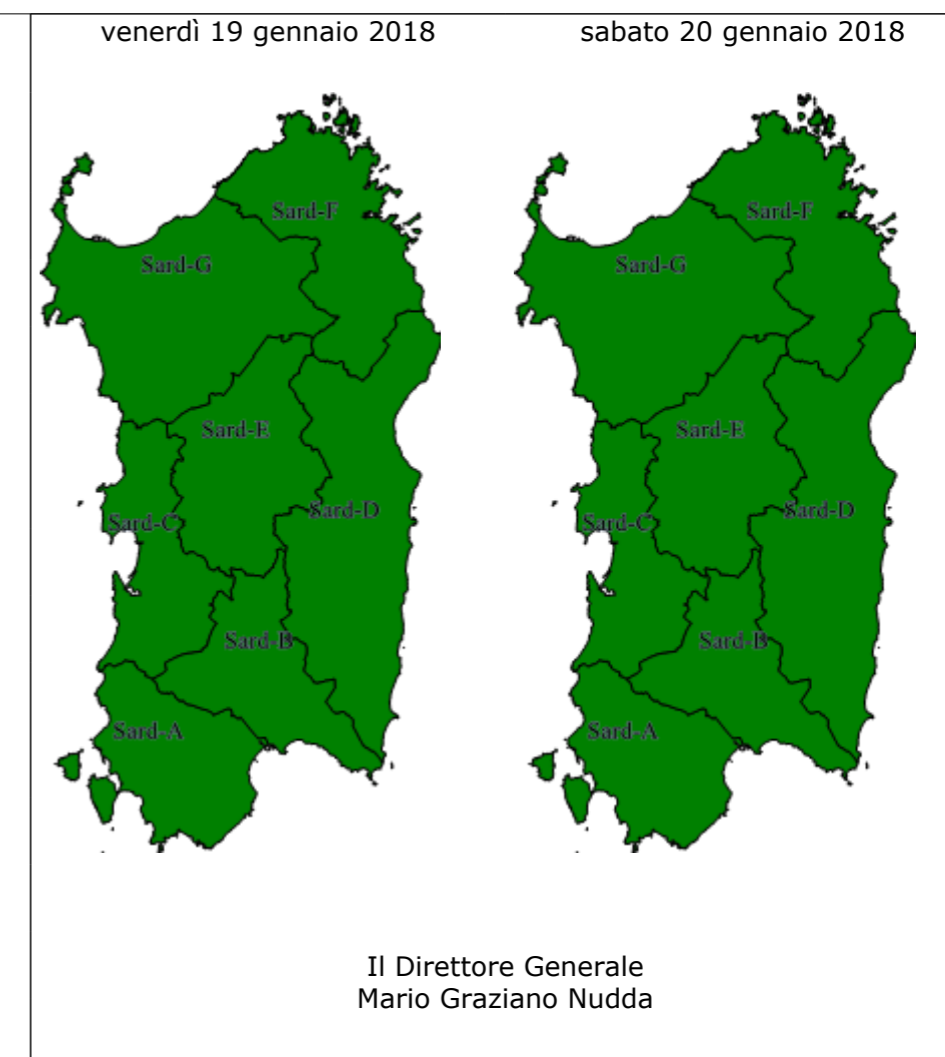 venerdì 19 gennaio 2018
sabato 20 gennaio 2018
Sard-F
Sard-G
Sard-E
Sard-D
Sard-C
Sard-B
Sard-A
Sard-F
Sard-G
Sard-E
Sard-D
Sard-C
Sard-B
Sard-A
Il Direttore Generale
Mario Graziano Nudda